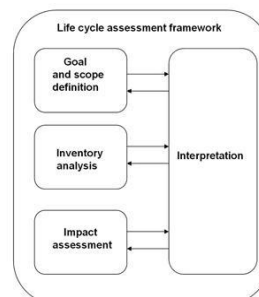 Life cycle assessment framework
Goal
and scope
definition
Inventory
analysis
Interpretation
Impact
assessment